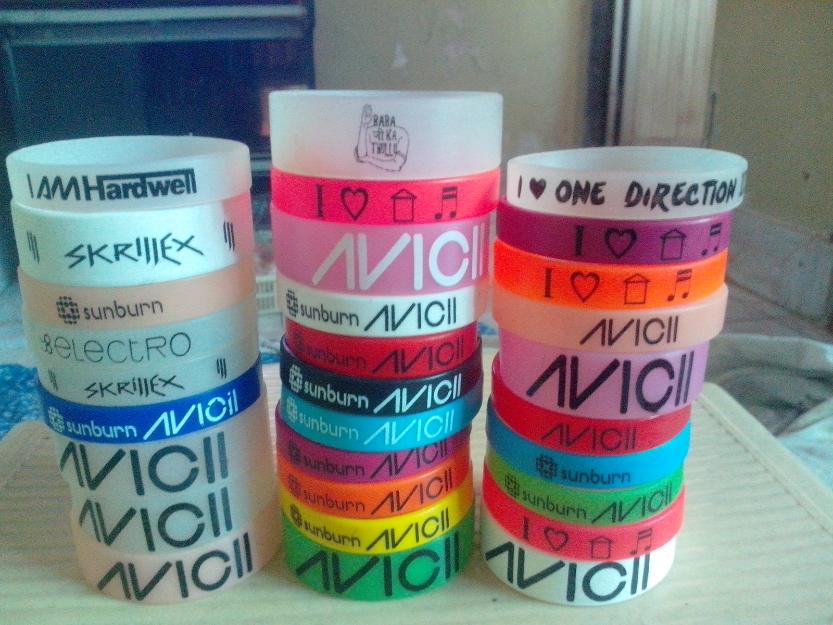 I AM Hardwell
SKRILLEX
sunburn
electro
SKRILLEX
sunburn AVICII
AVICII
AVICII
AVICII
BABA
JI KA
THULLU
I
AVICII
sunburn AVICII
sunburn AVICII
sunburn AVICII
sunburn AVICII
sunburn AVICII
sunburn AVICII
sunburn AVICII
AVICII
I ONE DIRECTION
I
I
AVICII
AVICII
AVICII
sunburn
sunburn AVICII
I
AVICII